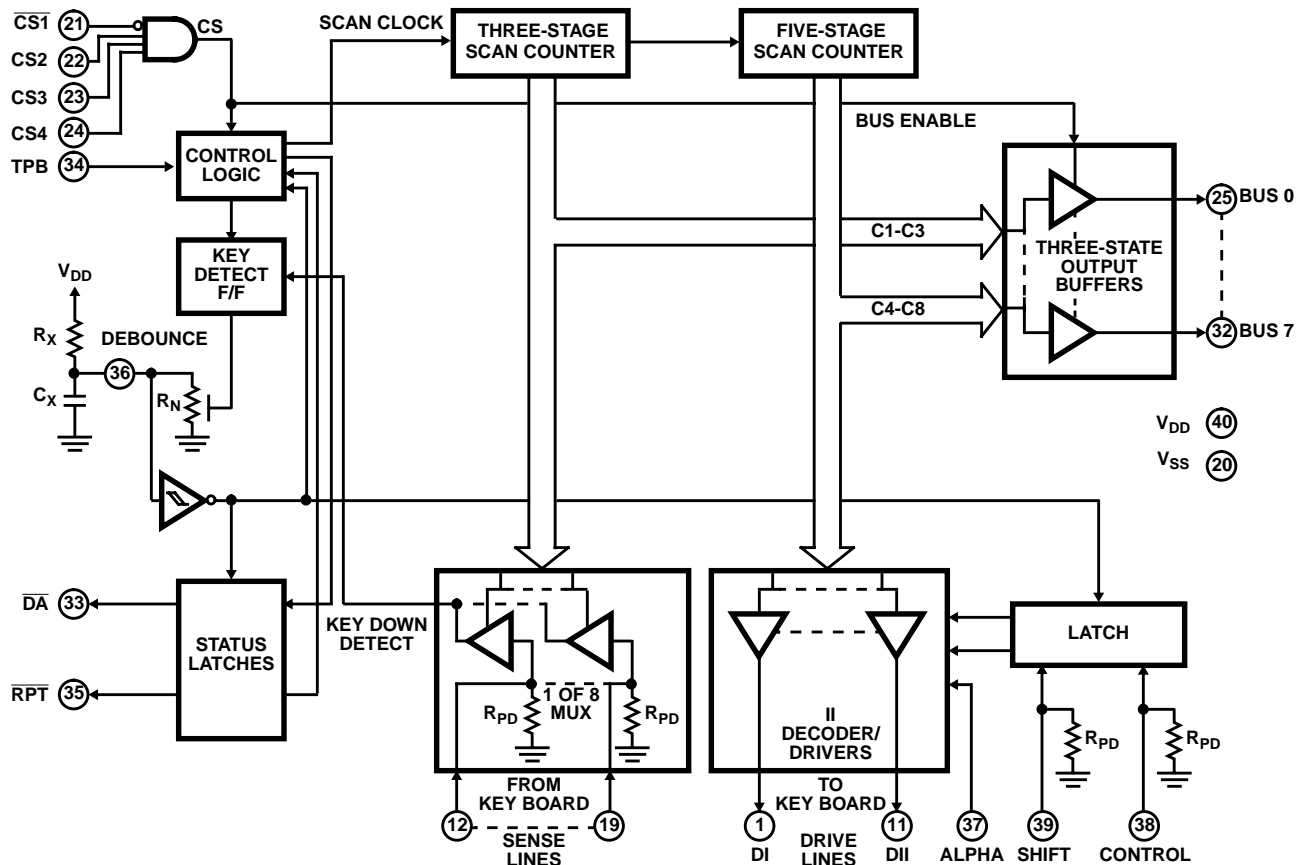 CS1
21
CS2
22
CS3
23
CS4
24
CS
TPB
34
SCAN CLOCK
THREE-STAGE
SCAN COUNTER
FIVE-STAGE
SCAN COUNTER
CONTROL
LOGIC
BUS ENABLE
KEY
DETECT
F/F
C1-C3
C4-C8
THREE-STATE
OUTPUT
BUFFERS
25
BUS 0
32
BUS 7
VDD
RX
DEBOUNCE
36
CX
RN
VDD
40
VSS
20
DA
33
RPT
35
STATUS
LATCHES
KEY DOWN
DETECT
1 OF 8
MUX
RPD
RPD
FROM
KEY BOARD
12
19
SENSE
LINES
II
DECODER/
DRIVERS
TO
KEY BOARD
1
11
DI
DRIVE
LINES
DII
LATCH
RPD
RPD
37
39
38
ALPHA
SHIFT
CONTROL